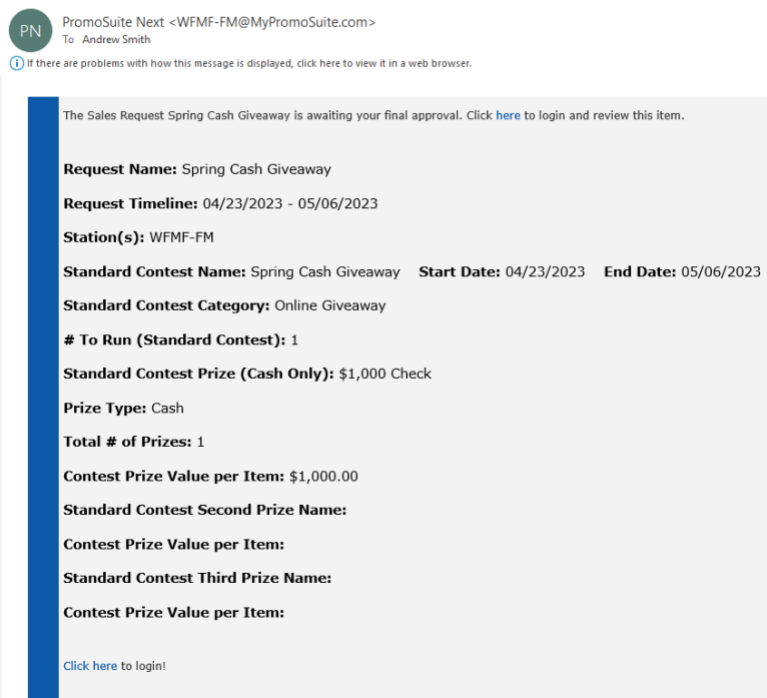 PN
PromoSuite Next <WFMF-FM@MyPromoSuite.com>
To Andrew Smith
If there are problems with how this message is displayed, click here to view it in a web browser.
The Sales Request Spring Cash Giveaway is awaiting your final approval. Click here to login and review this item.
Request Name: Spring Cash Giveaway
Request Timeline: 04/23/2023 - 05/06/2023
Station(s): WFMF-FM
Standard Contest Name: Spring Cash Giveaway Start Date: 04/23/2023 End Date: 05/06/2023
Standard Contest Category: Online Giveaway
# To Run (Standard Contest): 1
Standard Contest Prize (Cash Only): $1,000 Check
Prize Type: Cash
Total # of Prizes: 1
Contest Prize Value per Item: $1,000.00
Standard Contest Second Prize Name:
Contest Prize Value per Item:
Standard Contest Third Prize Name:
Contest Prize Value per Item:
Click here to login!